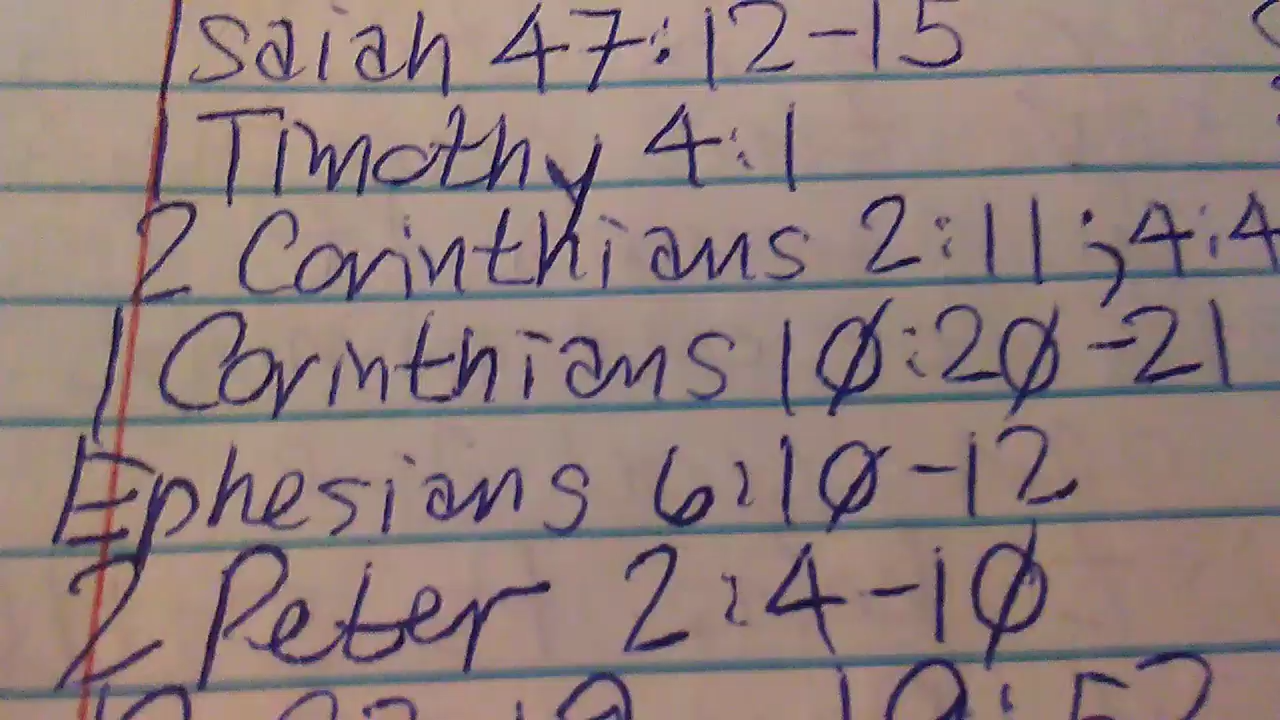 Isaiah 47:12-15
1 Timothy 4:1
2 Corinthians 2:11;4:4
1 Corinthians 10:20-21
Ephesians 6:10-12
2 Peter 2:4-10